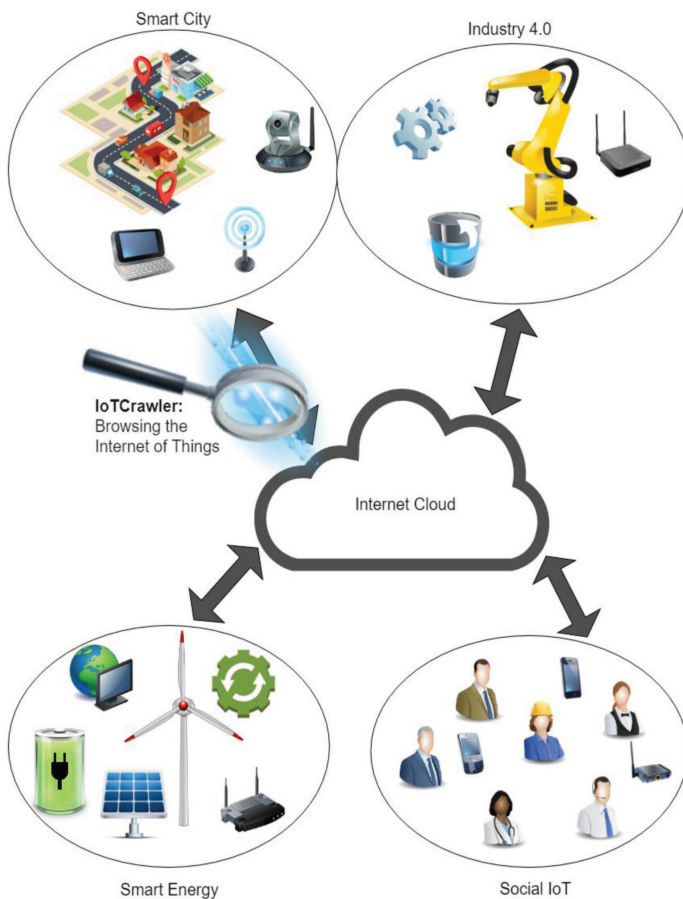 Smart City
Industry 4.0
IoTCrawler:
Browsing the
Internet of Things
Internet Cloud
Smart Energy
Social IoT